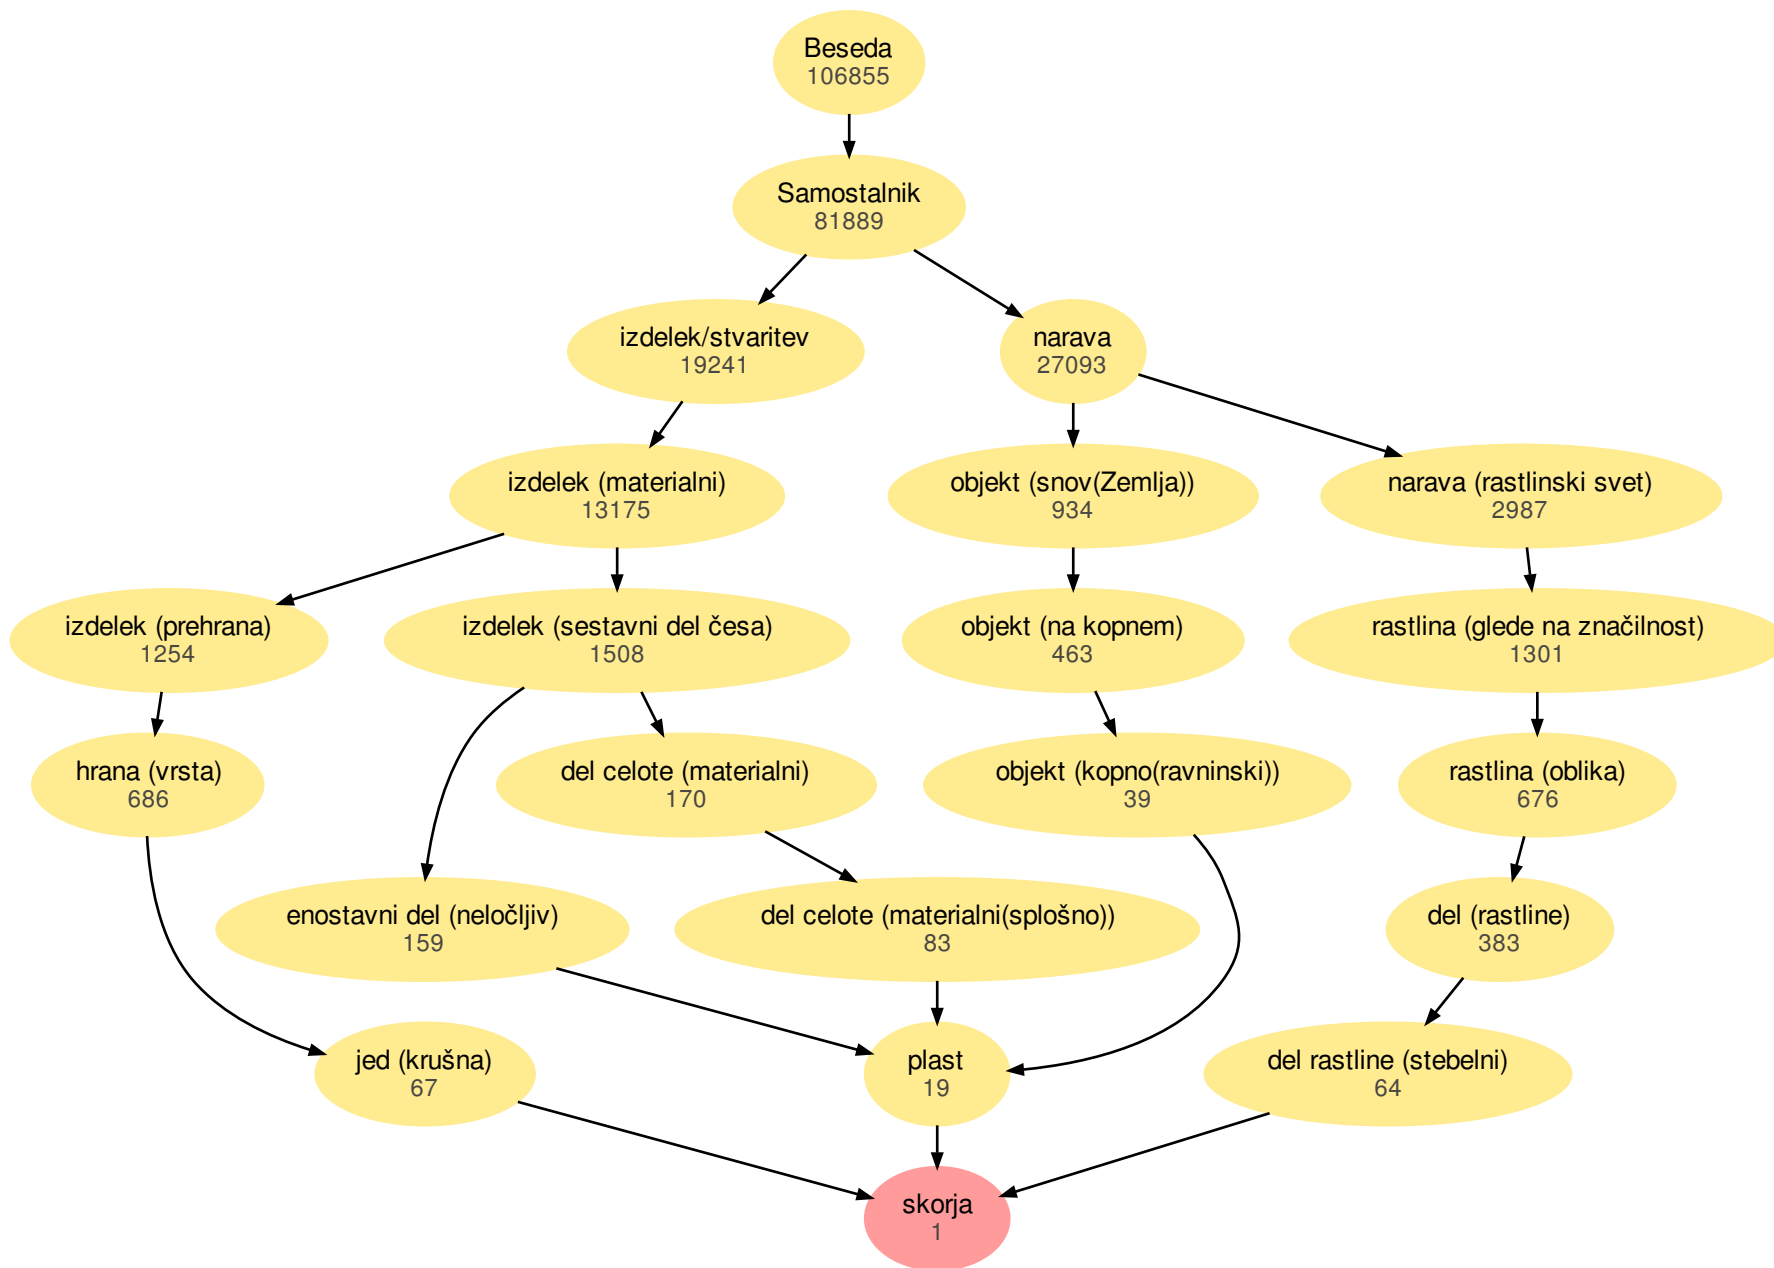 Beseda
106855
Samostalnik
81889
izdelek/stvaritev
19241
narava
27093
izdelek (materialni)
13175
objekt (snov(Zemlja))
934
narava (rastlinski svet)
2987
izdelek (prehrana)
1254
izdelek (sestavni del česa)
1508
objekt (na kopnem)
463
rastlina (glede na značilnost)
1301
hrana (vrsta)
686
del celote (materialni)
170
objekt (kopno(ravninski))
39
rastlina (oblika)
676
enostavni del (neločljiv)
159
del celote (materialni(splošno))
83
del (rastline)
383
jed (krušna)
67
plast
19
del rastline (stebelni)
64
skorja
1